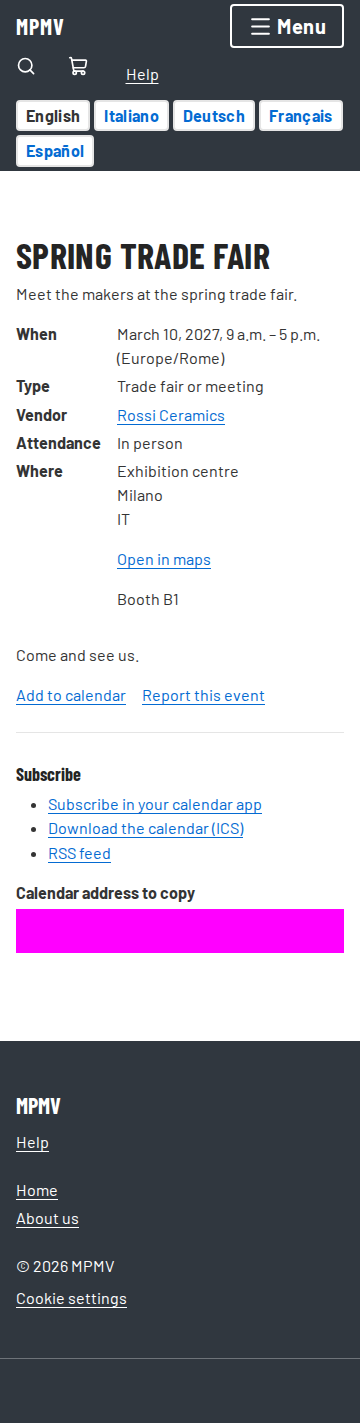 MPMV
Menu
Help
English Italiano Deutsch Français
Español
SPRING TRADE FAIR
Meet the makers at the spring trade fair.
When March 10, 2027, 9 a.m. – 5 p.m.
(Europe/Rome)
Type Trade fair or meeting
Vendor Rossi Ceramics
Attendance In person
Where Exhibition centre
Milano
IT
Open in maps
Booth B1
Come and see us.
Add to calendar Report this event
Subscribe
Subscribe in your calendar app
Download the calendar (ICS)
RSS feed
Calendar address to copy
MPMV
Help
Home
About us
© 2026 MPMV
Cookie settings